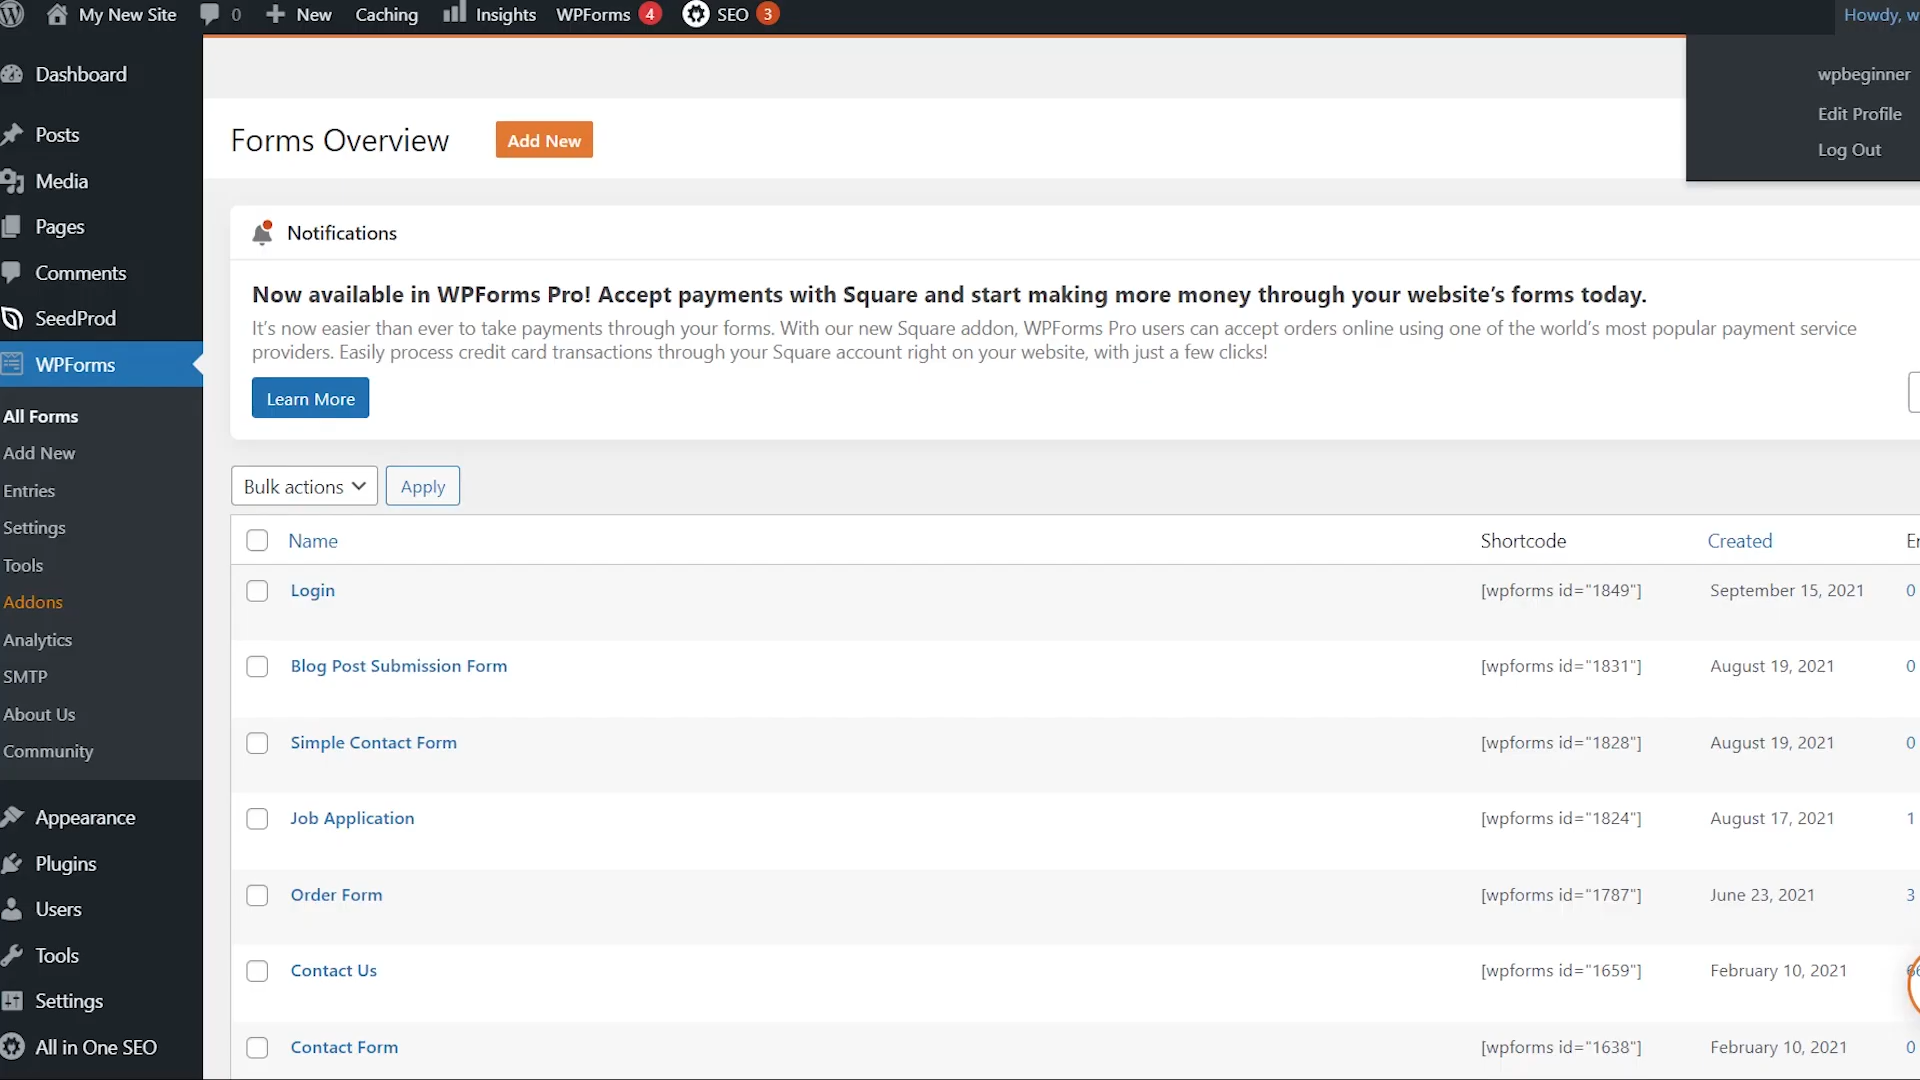 My New Site 0 New Caching Insights WPForms 4 SEO 3 Howdy, w
wpbeginner
Edit Profile
Log Out
Dashboard
Posts
Media
Pages
Comments
SeedProd
WPForms
All Forms
Add New
Entries
Settings
Tools
Addons
Analytics
SMTP
About Us
Community
Appearance
Plugins
Users
Tools
Settings
All in One SEO
Forms Overview Add New
Notifications
Now available in WPForms Pro! Accept payments with Square and start making more money through your website’s forms today.
It’s now easier than ever to take payments through your forms. With our new Square addon, WPForms Pro users can accept orders online using one of the world’s most popular payment service
providers. Easily process credit card transactions through your Square account right on your website, with just a few clicks!
Learn More
Bulk actions Apply
Name Shortcode Created
Login [wpforms id="1849"] September 15, 2021 0
Blog Post Submission Form [wpforms id="1831"] August 19, 2021 0
Simple Contact Form [wpforms id="1828"] August 19, 2021 0
Job Application [wpforms id="1824"] August 17, 2021 1
Order Form [wpforms id="1787"] June 23, 2021 3
Contact Us [wpforms id="1659"] February 10, 2021
Contact Form [wpforms id="1638"] February 10, 2021 0